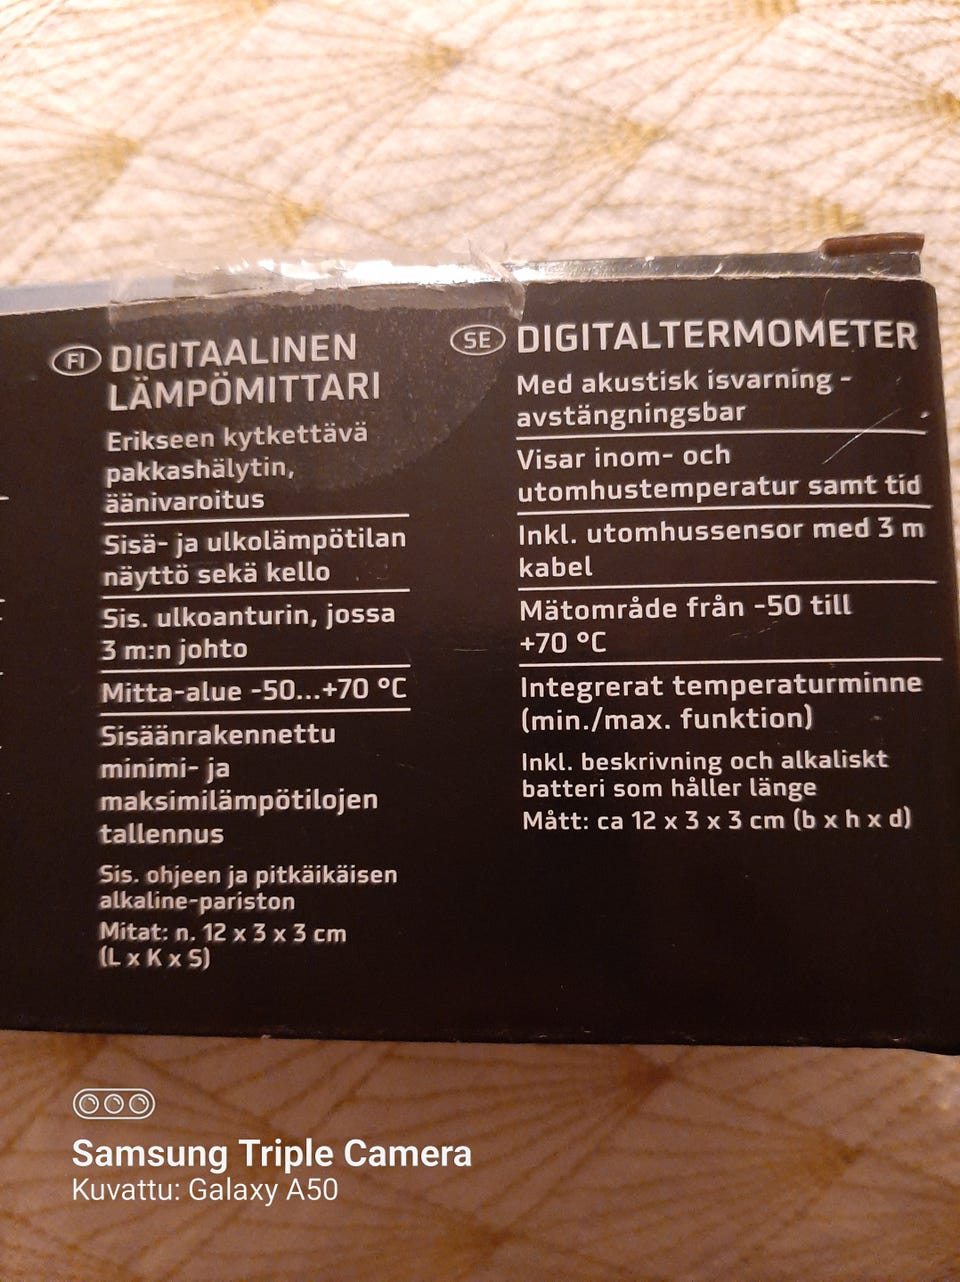 FI DIGITAALINEN
LÄMPÖMITTARI
Erikseen kytkettävä
pakkashälytin,
äänivaroitus
Sisä- ja ulkolämpötilan
näyttö sekä kello
Sis. ulkoanturin, jossa
3 m:n johto
Mitta-alue -50...+70 °C
Sisäänrakennettu
minimi- ja
maksimilämpötilojen
tallennus
Sis. ohjeen ja pitkäikäisen
alkaline-pariston
Mitat: n. 12 x 3 x 3 cm
(L x K x S)
SE DIGITALTERMOMETER
Med akustisk isvarning -
avstängningsbar
Visar inom- och
utomhustemperatur samt tid
Inkl. utomhussensor med 3 m
kabel
Mätområde från -50 till
+70 °C
Integrerat temperaturminne
(min./max. funktion)
Inkl. beskrivning och alkaliskt
batteri som håller länge
Mått: ca 12 x 3 x 3 cm (b x h x d)
Samsung Triple Camera
Kuvattu: Galaxy A50